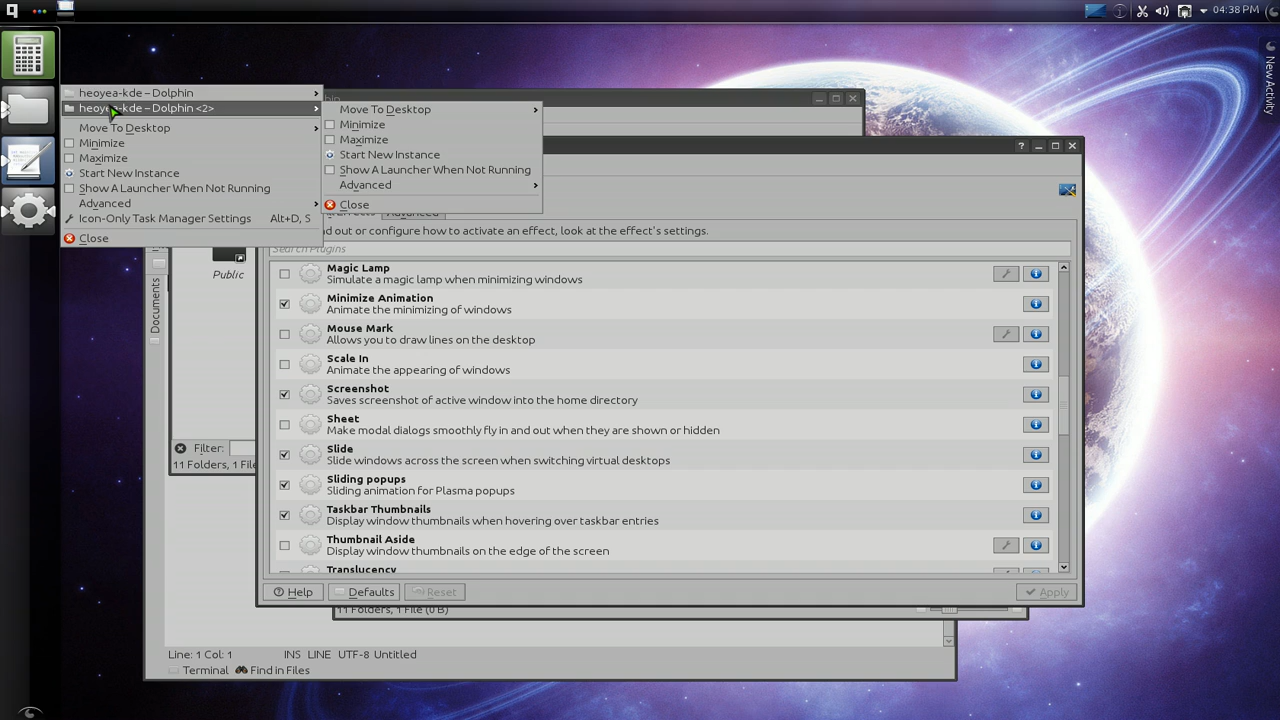 04:38 PM
New Activity
heoyea-kde – Dolphin
heoyea-kde – Dolphin <2>
Move To Desktop
Minimize
Maximize
Start New Instance
Show A Launcher When Not Running
Advanced
Icon-Only Task Manager Settings Alt+D, S
Close
Move To Desktop
Minimize
Maximize
Start New Instance
Show A Launcher When Not Running
Advanced
Close
Advanced
out or configure how to activate an effect, look at the effect's settings.
Search Plugins
Magic Lamp
Simulate a magic lamp when minimizing windows
Minimize Animation
Animate the minimizing of windows
Mouse Mark
Allows you to draw lines on the desktop
Scale In
Animate the appearing of windows
Screenshot
Saves screenshot of active window into the home directory
Sheet
Make modal dialogs smoothly fly in and out when they are shown or hidden
Slide
Slide windows across the screen when switching virtual desktops
Sliding popups
Sliding animation for Plasma popups
Taskbar Thumbnails
Display window thumbnails when hovering over taskbar entries
Thumbnail Aside
Display window thumbnails on the edge of the screen
Translucency
Help Defaults Reset Apply
Public
Documents
Filter:
11 Folders, 1 File
11 Folders, 1 File (0 B)
Line: 1 Col: 1 INS LINE UTF-8 Untitled
Terminal Find in Files